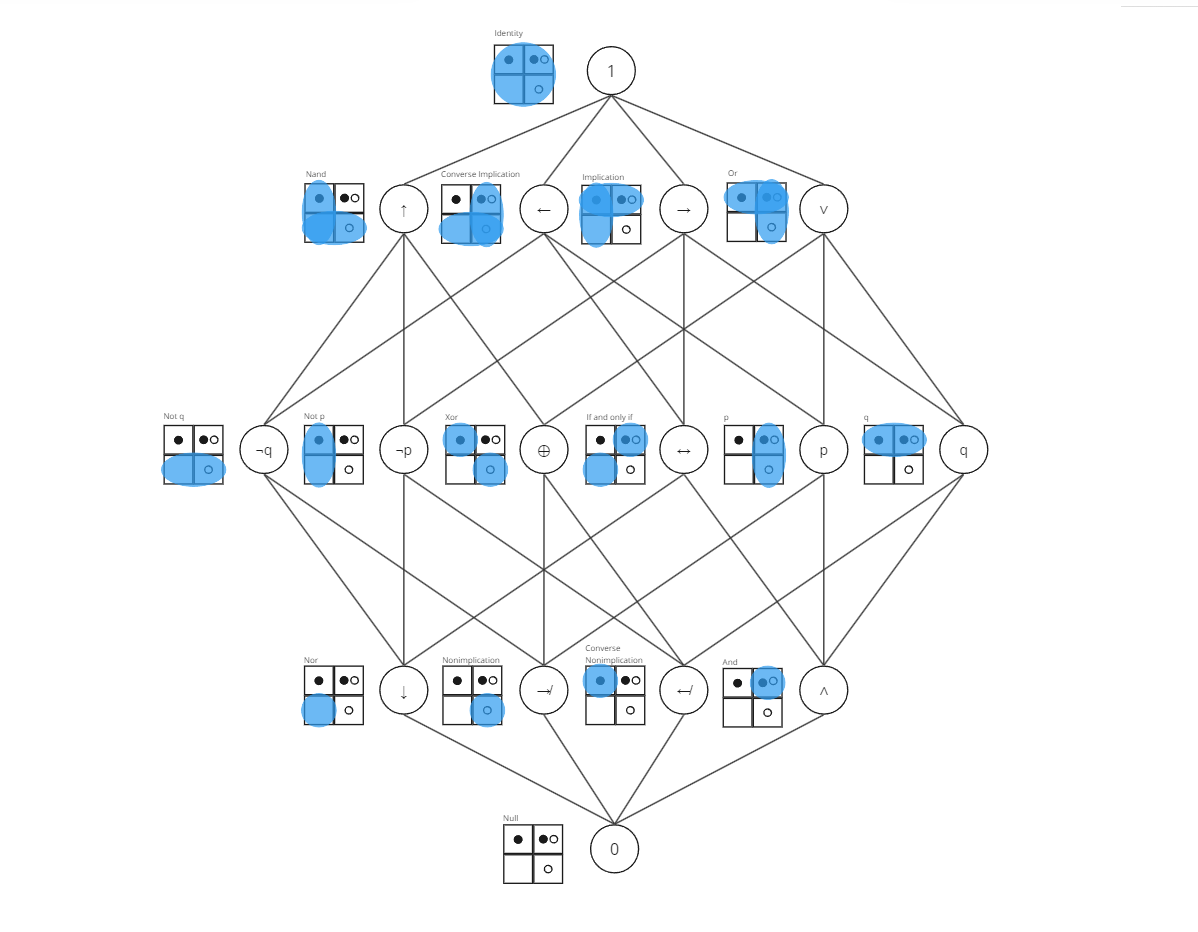 Identity
1
Nand
↑
Converse Implication
←
Implication
→
Or
∨
Not q
¬q
Not p
¬p
Xor
⊕
If and only if
↔
p
p
q
q
Nor
↓
Nonimplication
↛
Converse
Nonimplication
↚
And
∧
Null
0